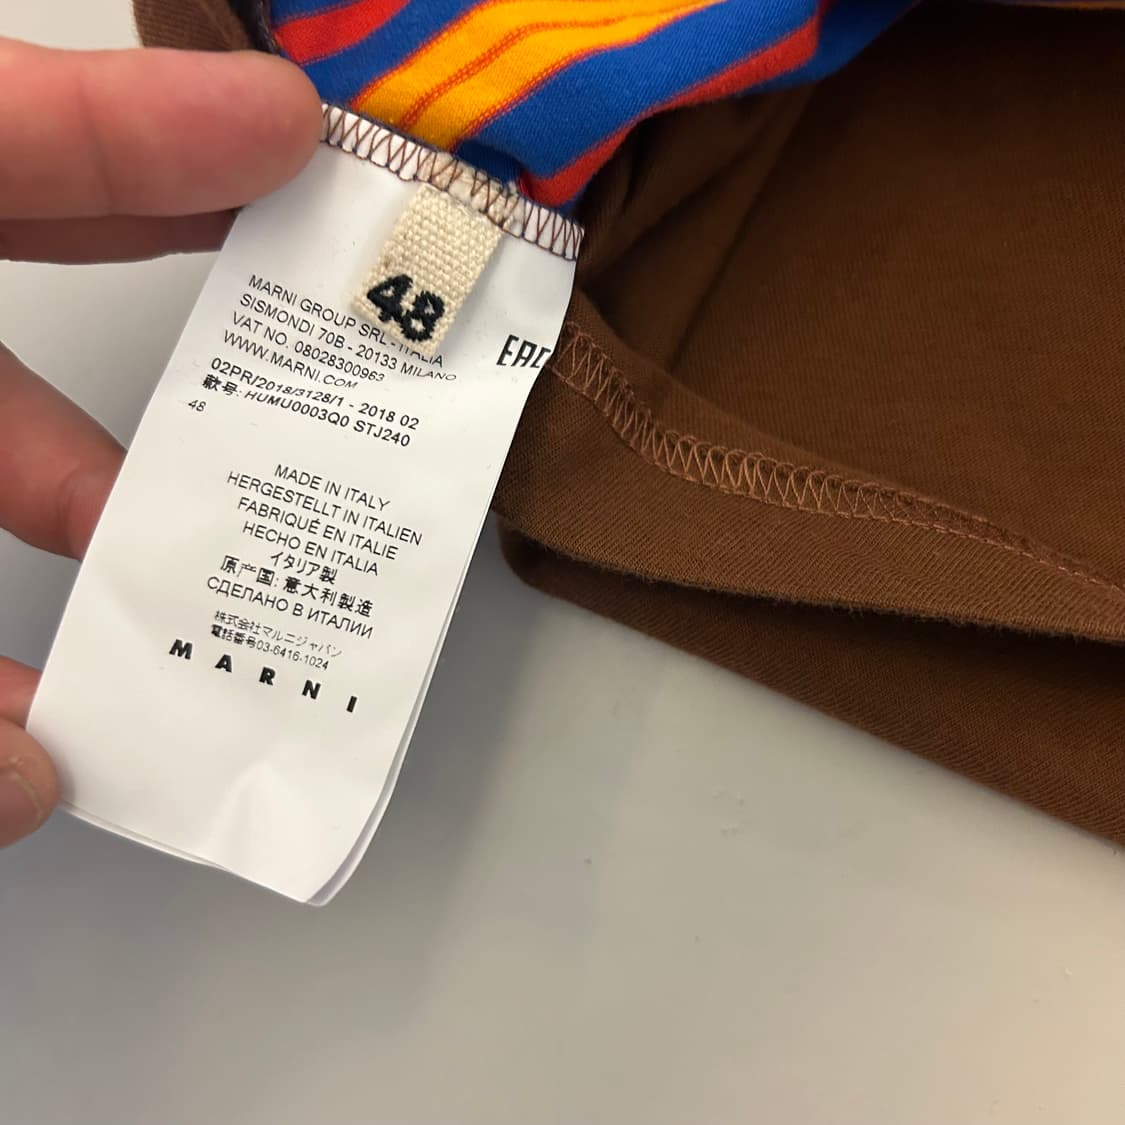 48
MARNI GROUP SRL - ITALIA
SISMONDI 70B - 20133 MILANO
VAT NO. 08028300963
WWW.MARNI.COM
EAC
02PR/2018/3128/1 - 2018 02
款号: HUMU0003Q0 STJ240
48
MADE IN ITALY
HERGESTELLT IN ITALIEN
FABRIQUÉ EN ITALIE
HECHO EN ITALIA
イタリア製
原产国: 意大利製造
СДЕЛАНО В ИТАЛИИ
株式会社マルニジャパン
電話番号03-6416-1024
MARNI